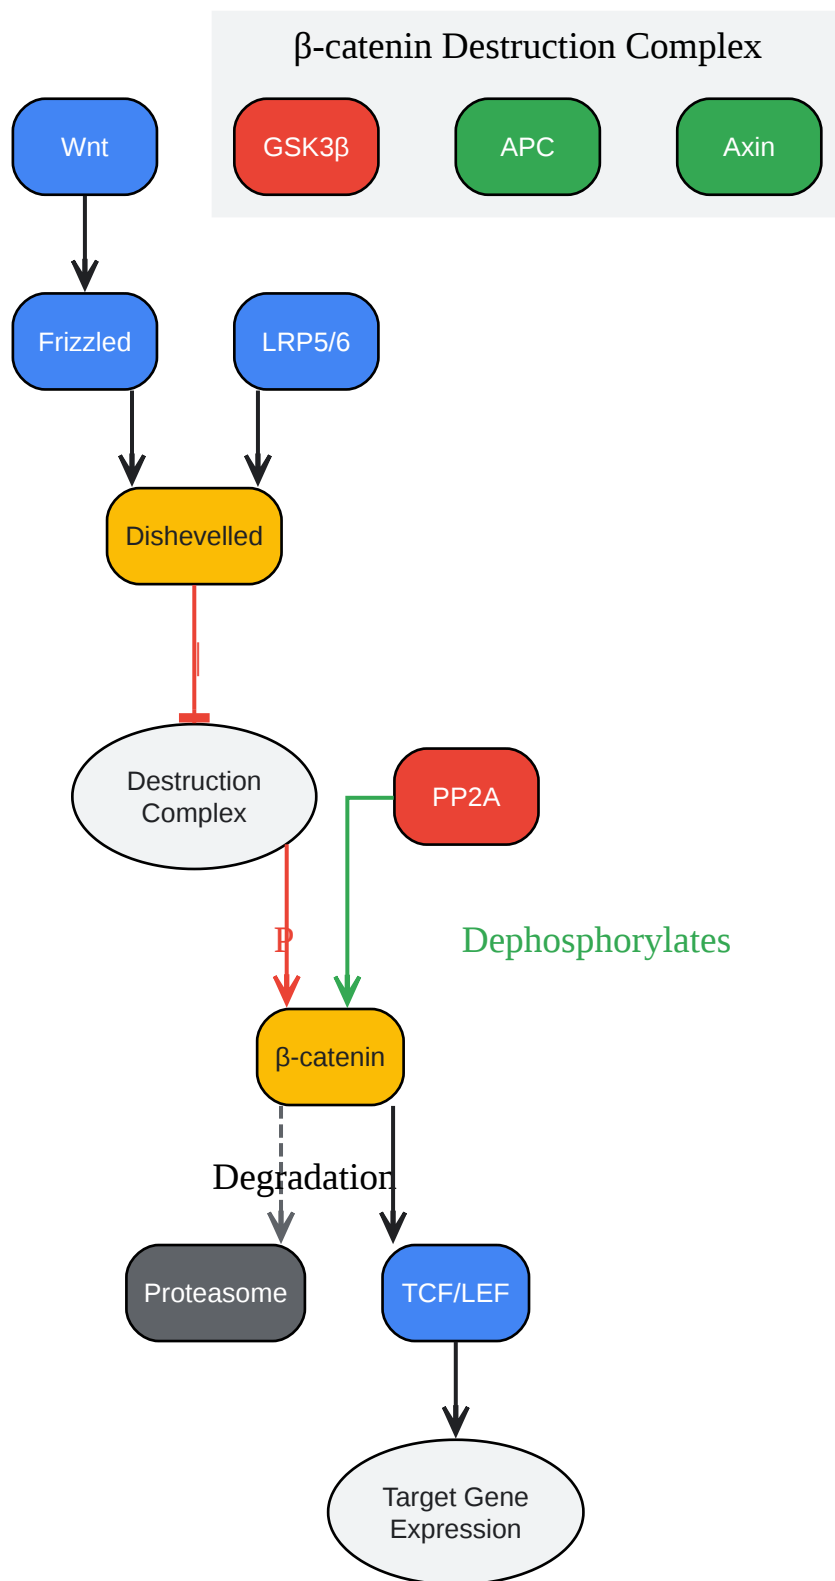 β-catenin Destruction Complex
Wnt
GSK3β
APC
Axin
Frizzled
LRP5/6
Dishevelled
|
Destruction
Complex
PP2A
P
Dephosphorylates
β-catenin
Degradation
Proteasome
TCF/LEF
Target Gene
Expression